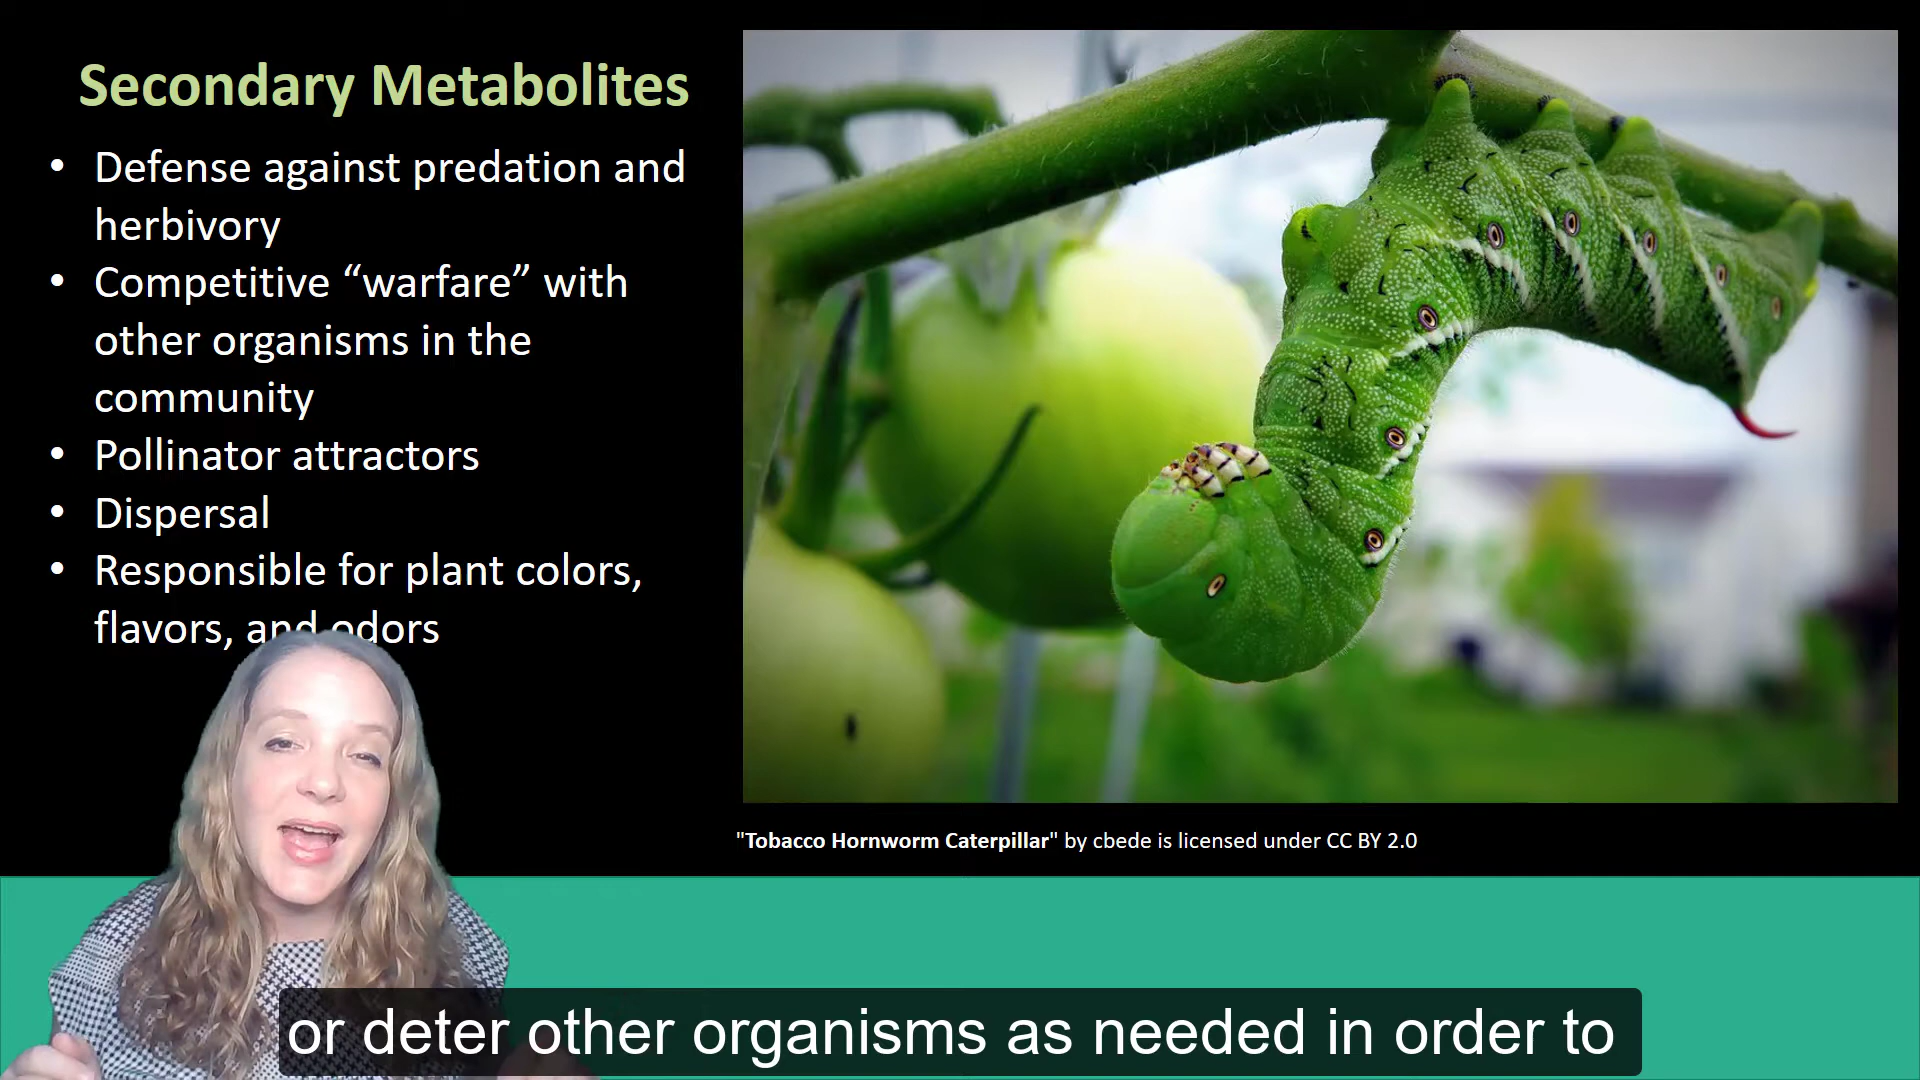 Secondary Metabolites
• Defense against predation and
herbivory
• Competitive “warfare” with
other organisms in the
community
• Pollinator attractors
• Dispersal
• Responsible for plant colors,
flavors, and odors
"Tobacco Hornworm Caterpillar" by cbede is licensed under CC BY 2.0
or deter other organisms as needed in order to